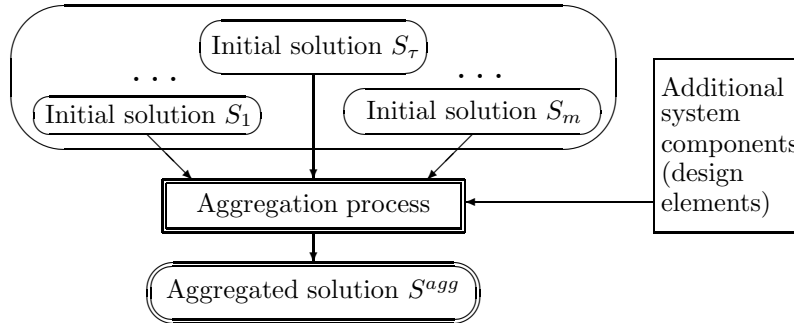 Initial solution S_τ
. . .
. . .
Initial solution S_1
Initial solution S_m
Additional
system
components
(design
elements)
Aggregation process
Aggregated solution S^{agg}